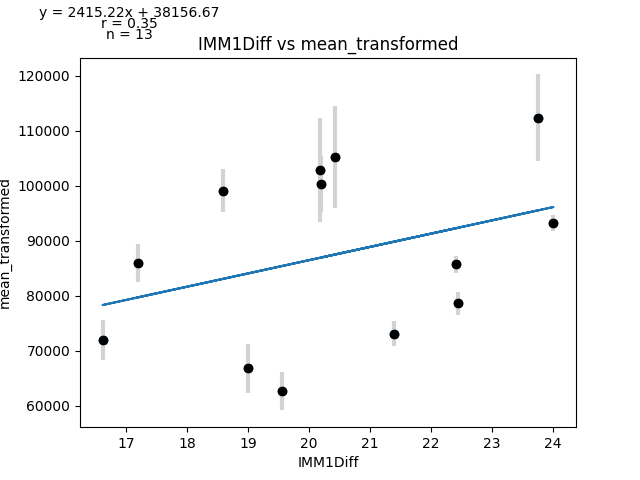 y = 2415.22x + 38156.67
r = 0.35
n = 13
IMM1Diff vs mean_transformed
mean_transformed
120000
110000
100000
90000
80000
70000
60000
17 18 19 20 21 22 23 24
IMM1Diff